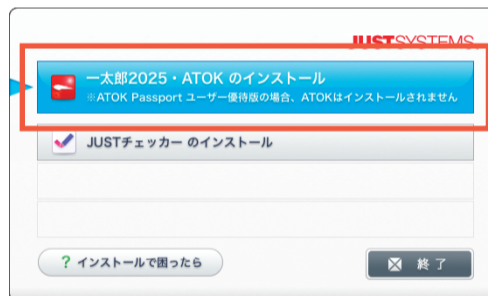 JUSTSYSTEMS
一太郎2025・ATOK のインストール
※ATOK Passport ユーザー優待版の場合、ATOKはインストールされません
JUSTチェッカー のインストール
? インストールで困ったら
終了